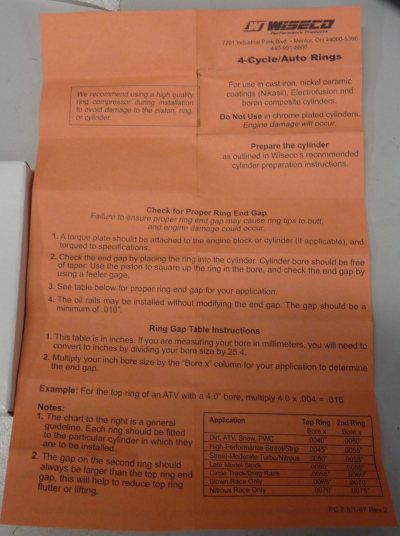 WISECO
Performance Products
7201 Industrial Park Blvd. • Mentor, OH 44060-5396
440-951-6600
4-Cycle/Auto Rings
We recommend using a high quality
ring compressor during installation
to avoid damage to the piston, ring,
or cylinder.
For use in cast iron, nickel ceramic
coatings (Nikasil), Electrofusion and
boron composite cylinders.
Do Not Use in chrome plated cylinders.
Engine damage will occur.
Prepare the cylinder
as outlined in Wiseco's recommended
cylinder preparation instructions.
Check for Proper Ring End Gap
Failure to ensure proper ring end gap may cause ring tips to butt,
and engine damage could occur.
1. A torque plate should be attached to the engine block or cylinder (if applicable), and
torqued to specifications.
2. Check the end gap by placing the ring into the cylinder. Cylinder bore should be free
of taper. Use the piston to square up the ring in the bore, and check the end gap by
using a feeler gage.
3. See table below for proper ring end gap for your application.
4. The oil rails may be installed without modifying the end gap. The gap should be a
minimum of .010".
Ring Gap Table Instructions
1. This table is in inches. If you are measuring your bore in millimeters, you will need to
convert to inches by dividing your bore size by 25.4.
2. Multiply your inch bore size by the "Bore x" column for your application to determine
the end gap.
Example: For the top ring of an ATV with a 4.0" bore, multiply 4.0 x .004 = .016
Notes:
1. The chart to the right is a general
guideline. Each ring should be fitted
to the particular cylinder in which they
are to be installed.
2. The gap on the second ring should
always be larger than the top ring end
gap, this will help to reduce top ring
flutter or lifting.
Application Top Ring 2nd Ring
Bore x Bore x
Dirt, ATV, Snow, PWC .0040" .0050"
High-Performance Street/Strip .0045" .0055"
Street-Moderate Turbo/Nitrous .0050" .0055"
Late Model Stock .0050"
Circle Track/Drag Race
Blown Race Only
Nitrous Race Only .0070"